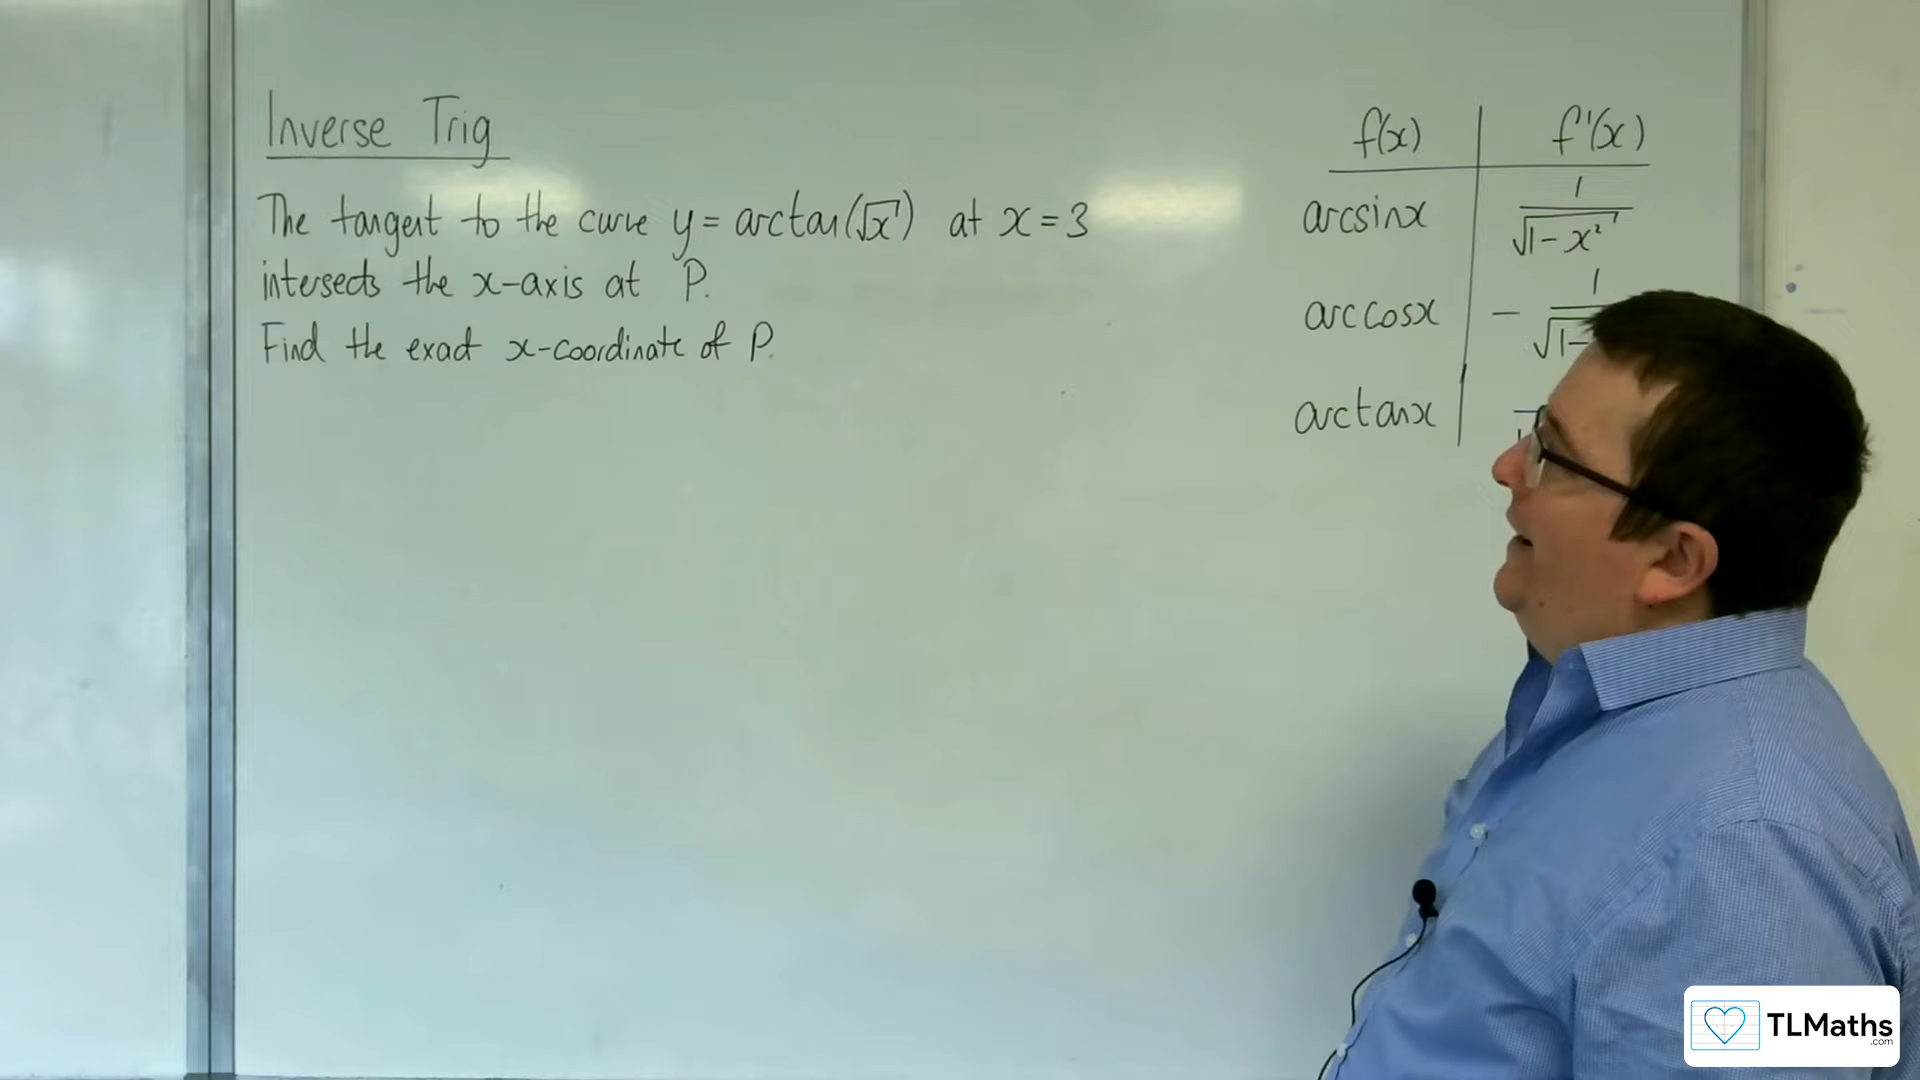 Inverse Trig
The tangent to the curve y = arctan(√x) at x = 3
intersects the x-axis at P.
Find the exact x-coordinate of P.
f(x) f'(x)
arcsinx 1/√(1-x²)
arccosx - 1/√1-
arctanx
TLMaths
.com